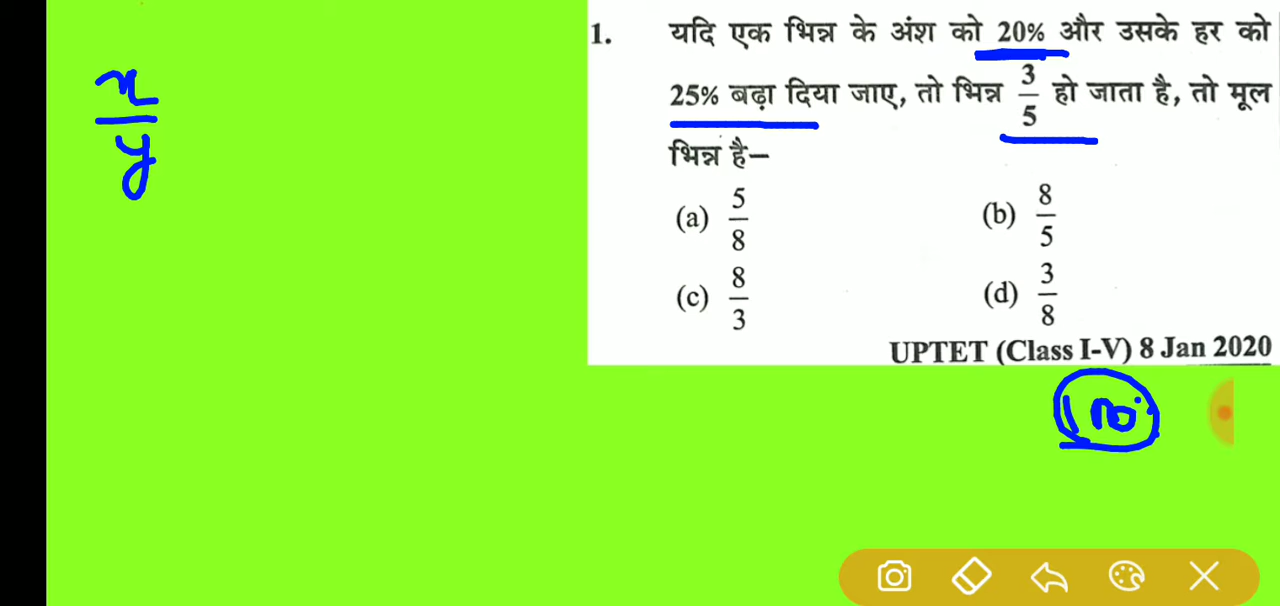 x
y
1. यदि एक भिन्न के अंश को 20% और उसके हर को
25% बढ़ा दिया जाए, तो भिन्न 3/5 हो जाता है, तो मूल
भिन्न है–
(a) 5/8 (b) 8/5
(c) 8/3 (d) 3/8
UPTET (Class I-V) 8 Jan 2020